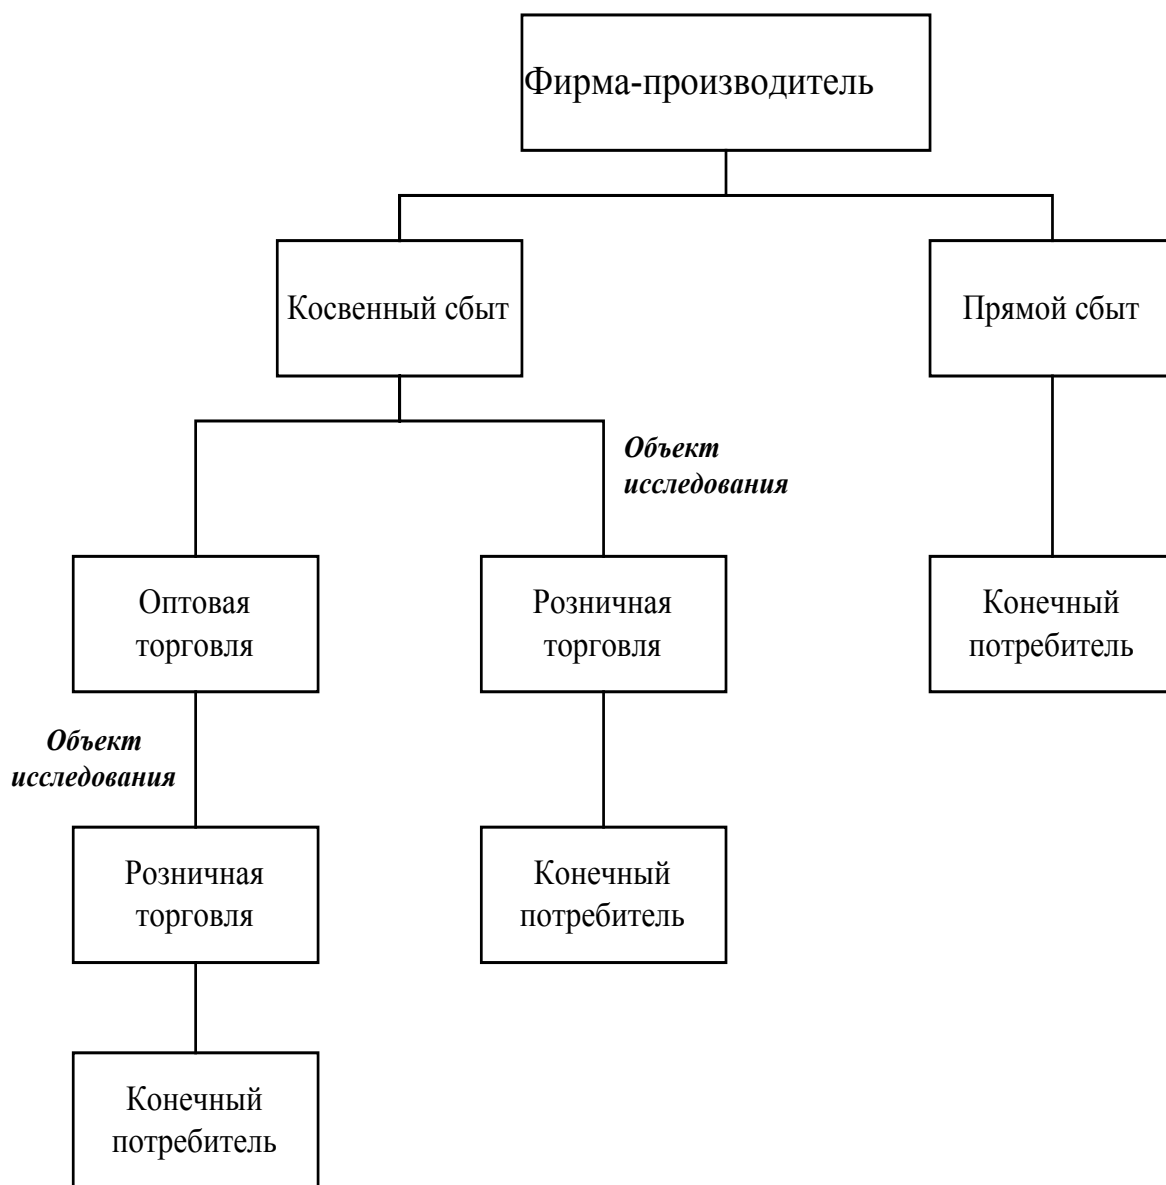 Фирма-производитель
Косвенный сбыт
Прямой сбыт
Объект
исследования
Оптовая
торговля
Розничная
торговля
Конечный
потребитель
Объект
исследования
Розничная
торговля
Конечный
потребитель
Конечный
потребитель